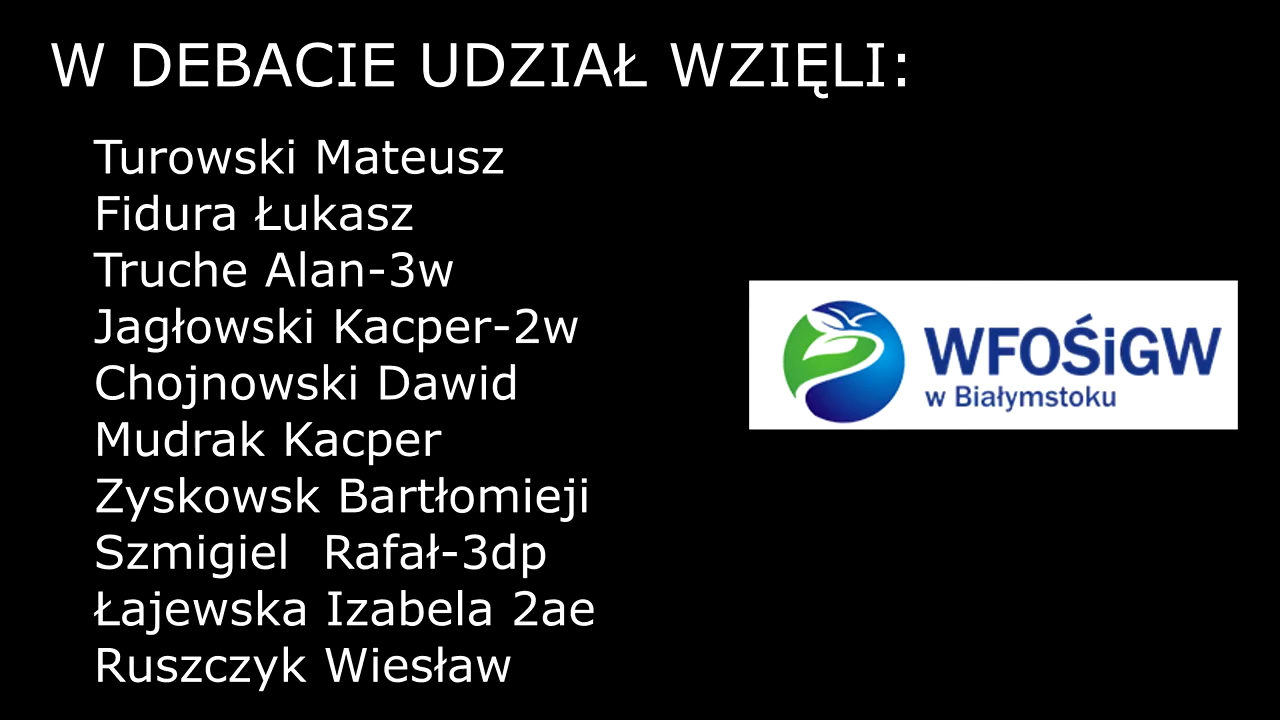 W DEBACIE UDZIAŁ WZIĘLI:
Turowski Mateusz
Fidura Łukasz
Truche Alan-3w
Jagłowski Kacper-2w
Chojnowski Dawid
Mudrak Kacper
Zyskowsk Bartłomieji
Szmigiel  Rafał-3dp
Łajewska Izabela 2ae
Ruszczyk Wiesław
WFOŚiGW
w Białymstoku